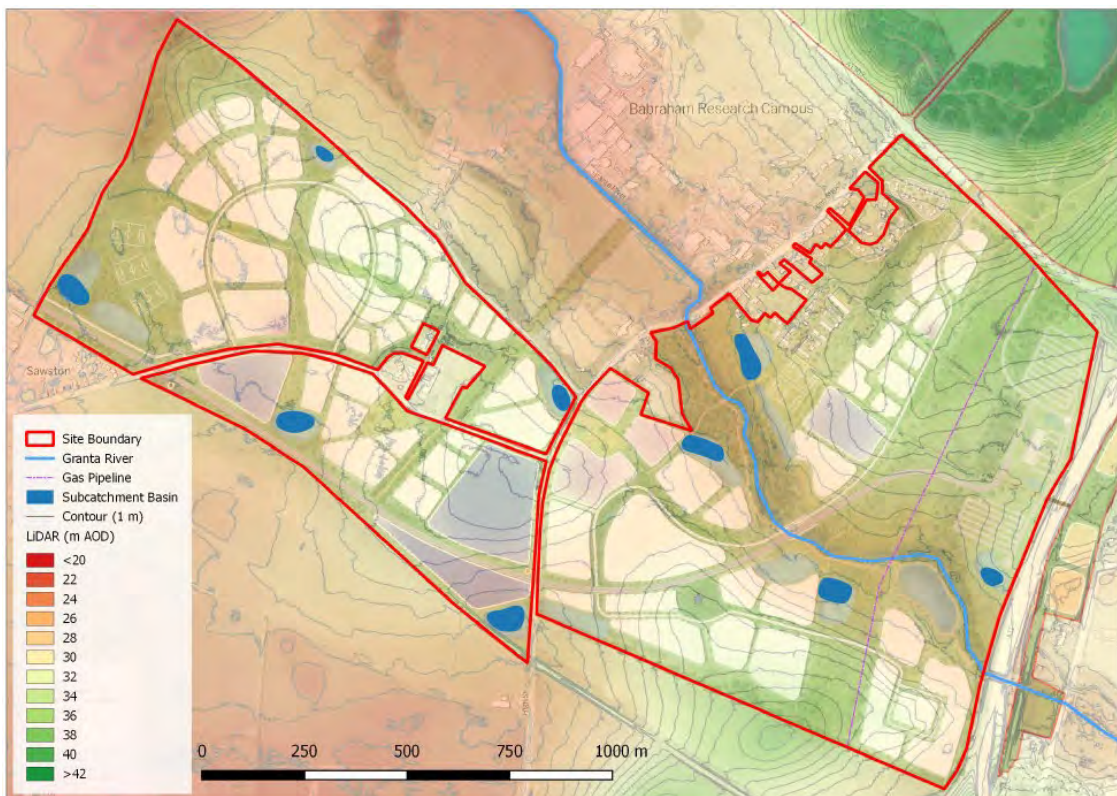 Babraham Research Campus
Sawston
Site Boundary
Granta River
Gas Pipeline
Subcatchment Basin
Contour (1 m)
LiDAR (m AOD)
<20
22
24
26
28
30
32
34
36
38
40
>42
0 250 500 750 1000 m